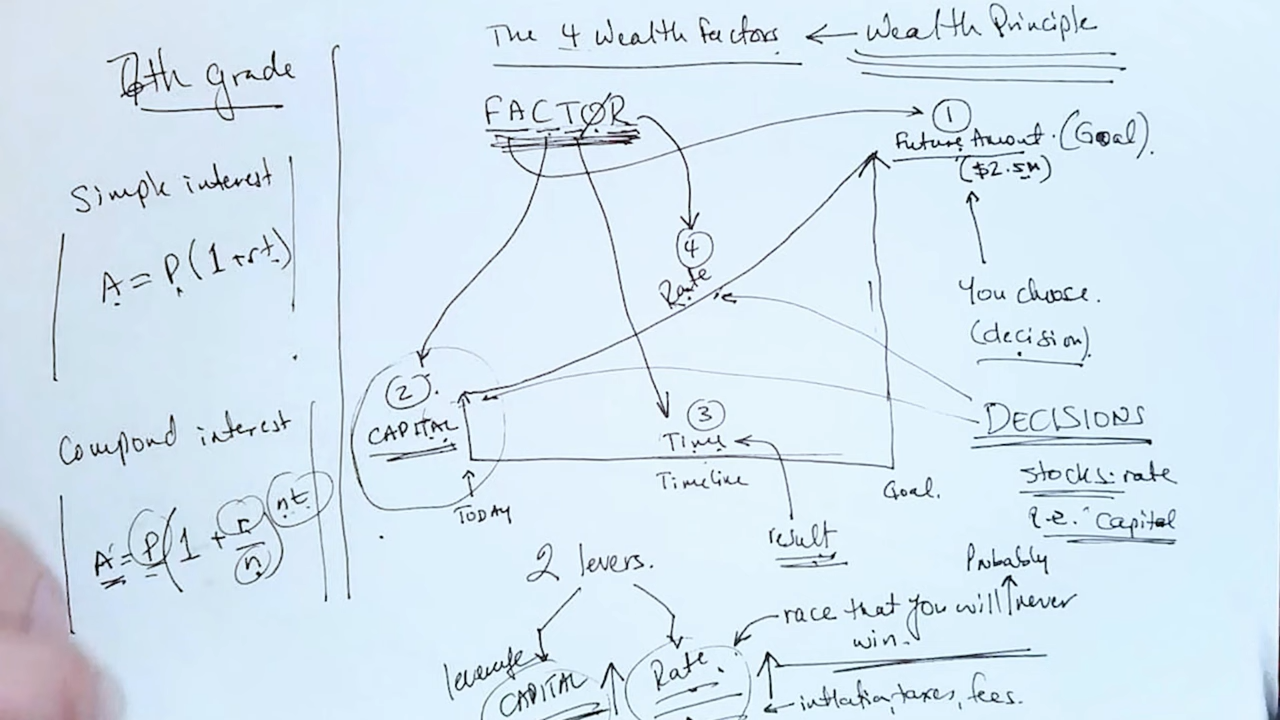 The 4 Wealth Factors ← Wealth Principle
7th grade
FACTOR
1
Future Amount (Goal).
($2.5M)
Simple interest
A = P(1+rt)
4
Rate
You choose.
(decision).
2
CAPITAL
3
Time
Timeline
TODAY
Goal.
DECISIONS
stocks: rate
r.e. Capital
Compond interest
A = P(1 + r/n)^nt
result
2 levers.
Probably
race that you will never
win.
leverage
CAPITAL
Rate.
inflation, taxes, fees.